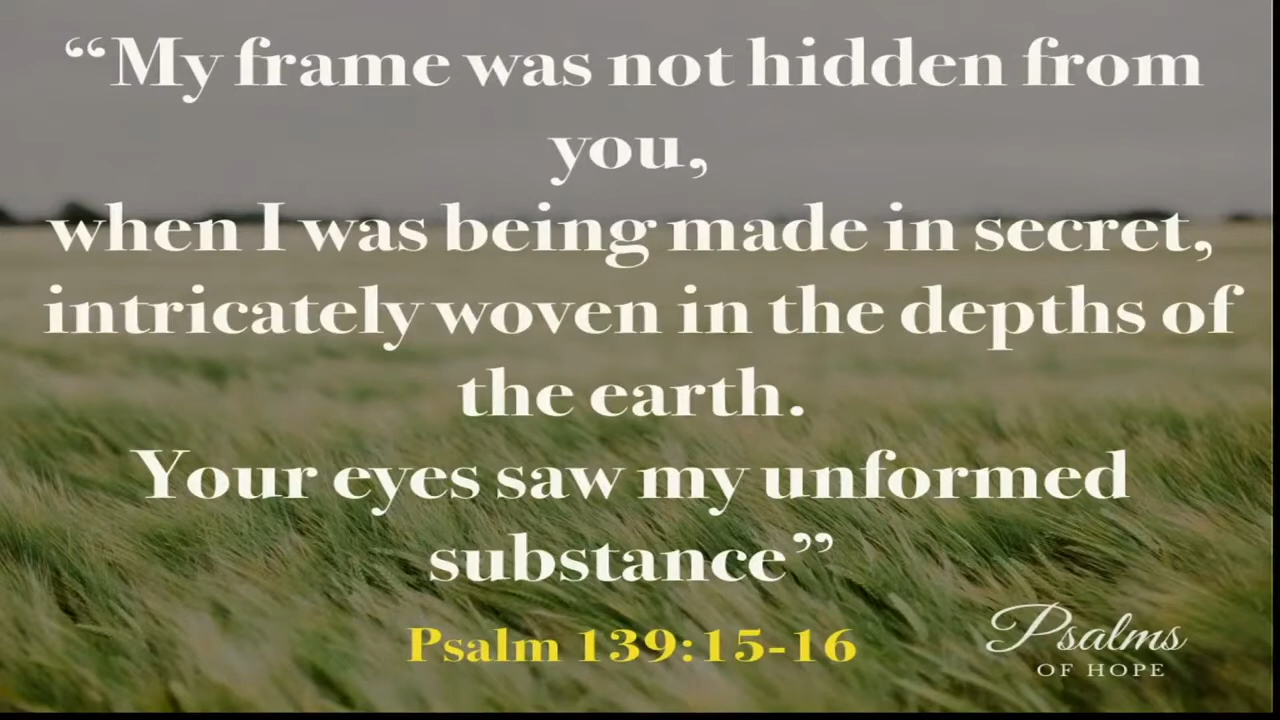 “My frame was not hidden from
you,
when I was being made in secret,
intricately woven in the depths of
the earth.
Your eyes saw my unformed
substance”
Psalm 139:15-16
Psalms
OF HOPE